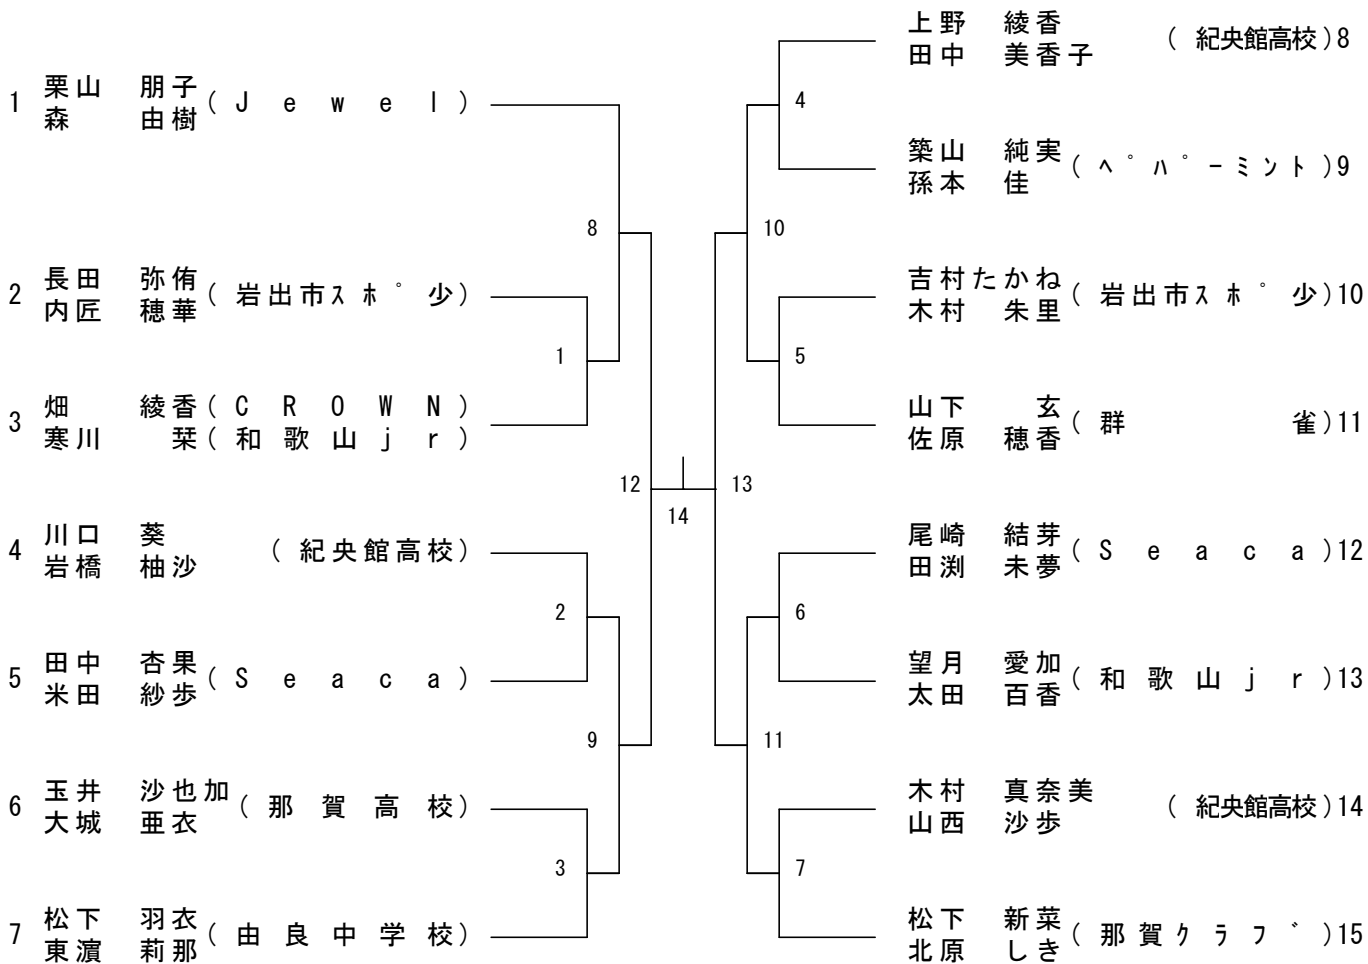 1 栗山 朋子 (Jewel)
森 由樹
8
2 長田 弥侑 (岩出市スポ少)
内匠 穂華
1
3 畑 綾香 (CROWN)
寒川 栞 (和歌山jr)
12
4 川口 葵 (紀央館高校)
岩橋 柚沙
2
5 田中 杏果 (Seaca)
米田 紗歩
9
6 玉井 沙也加 (那賀高校)
大城 亜衣
3
7 松下 羽衣 (由良中学校)
東濵 莉那
14
上野 綾香 (紀央館高校) 8
田中 美香子
4
築山 純実 (ペパーミント) 9
孫本 佳
10
吉村たかね (岩出市スポ少) 10
木村 朱里
5
山下 玄 (群雀) 11
佐原 穂香
13
尾崎 結芽 (Seaca) 12
田渕 未夢
6
望月 愛加 (和歌山jr) 13
太田 百香
11
木村 真奈美 (紀央館高校) 14
山西 沙歩
7
松下 新菜 (那賀クラブ) 15
北原 しき